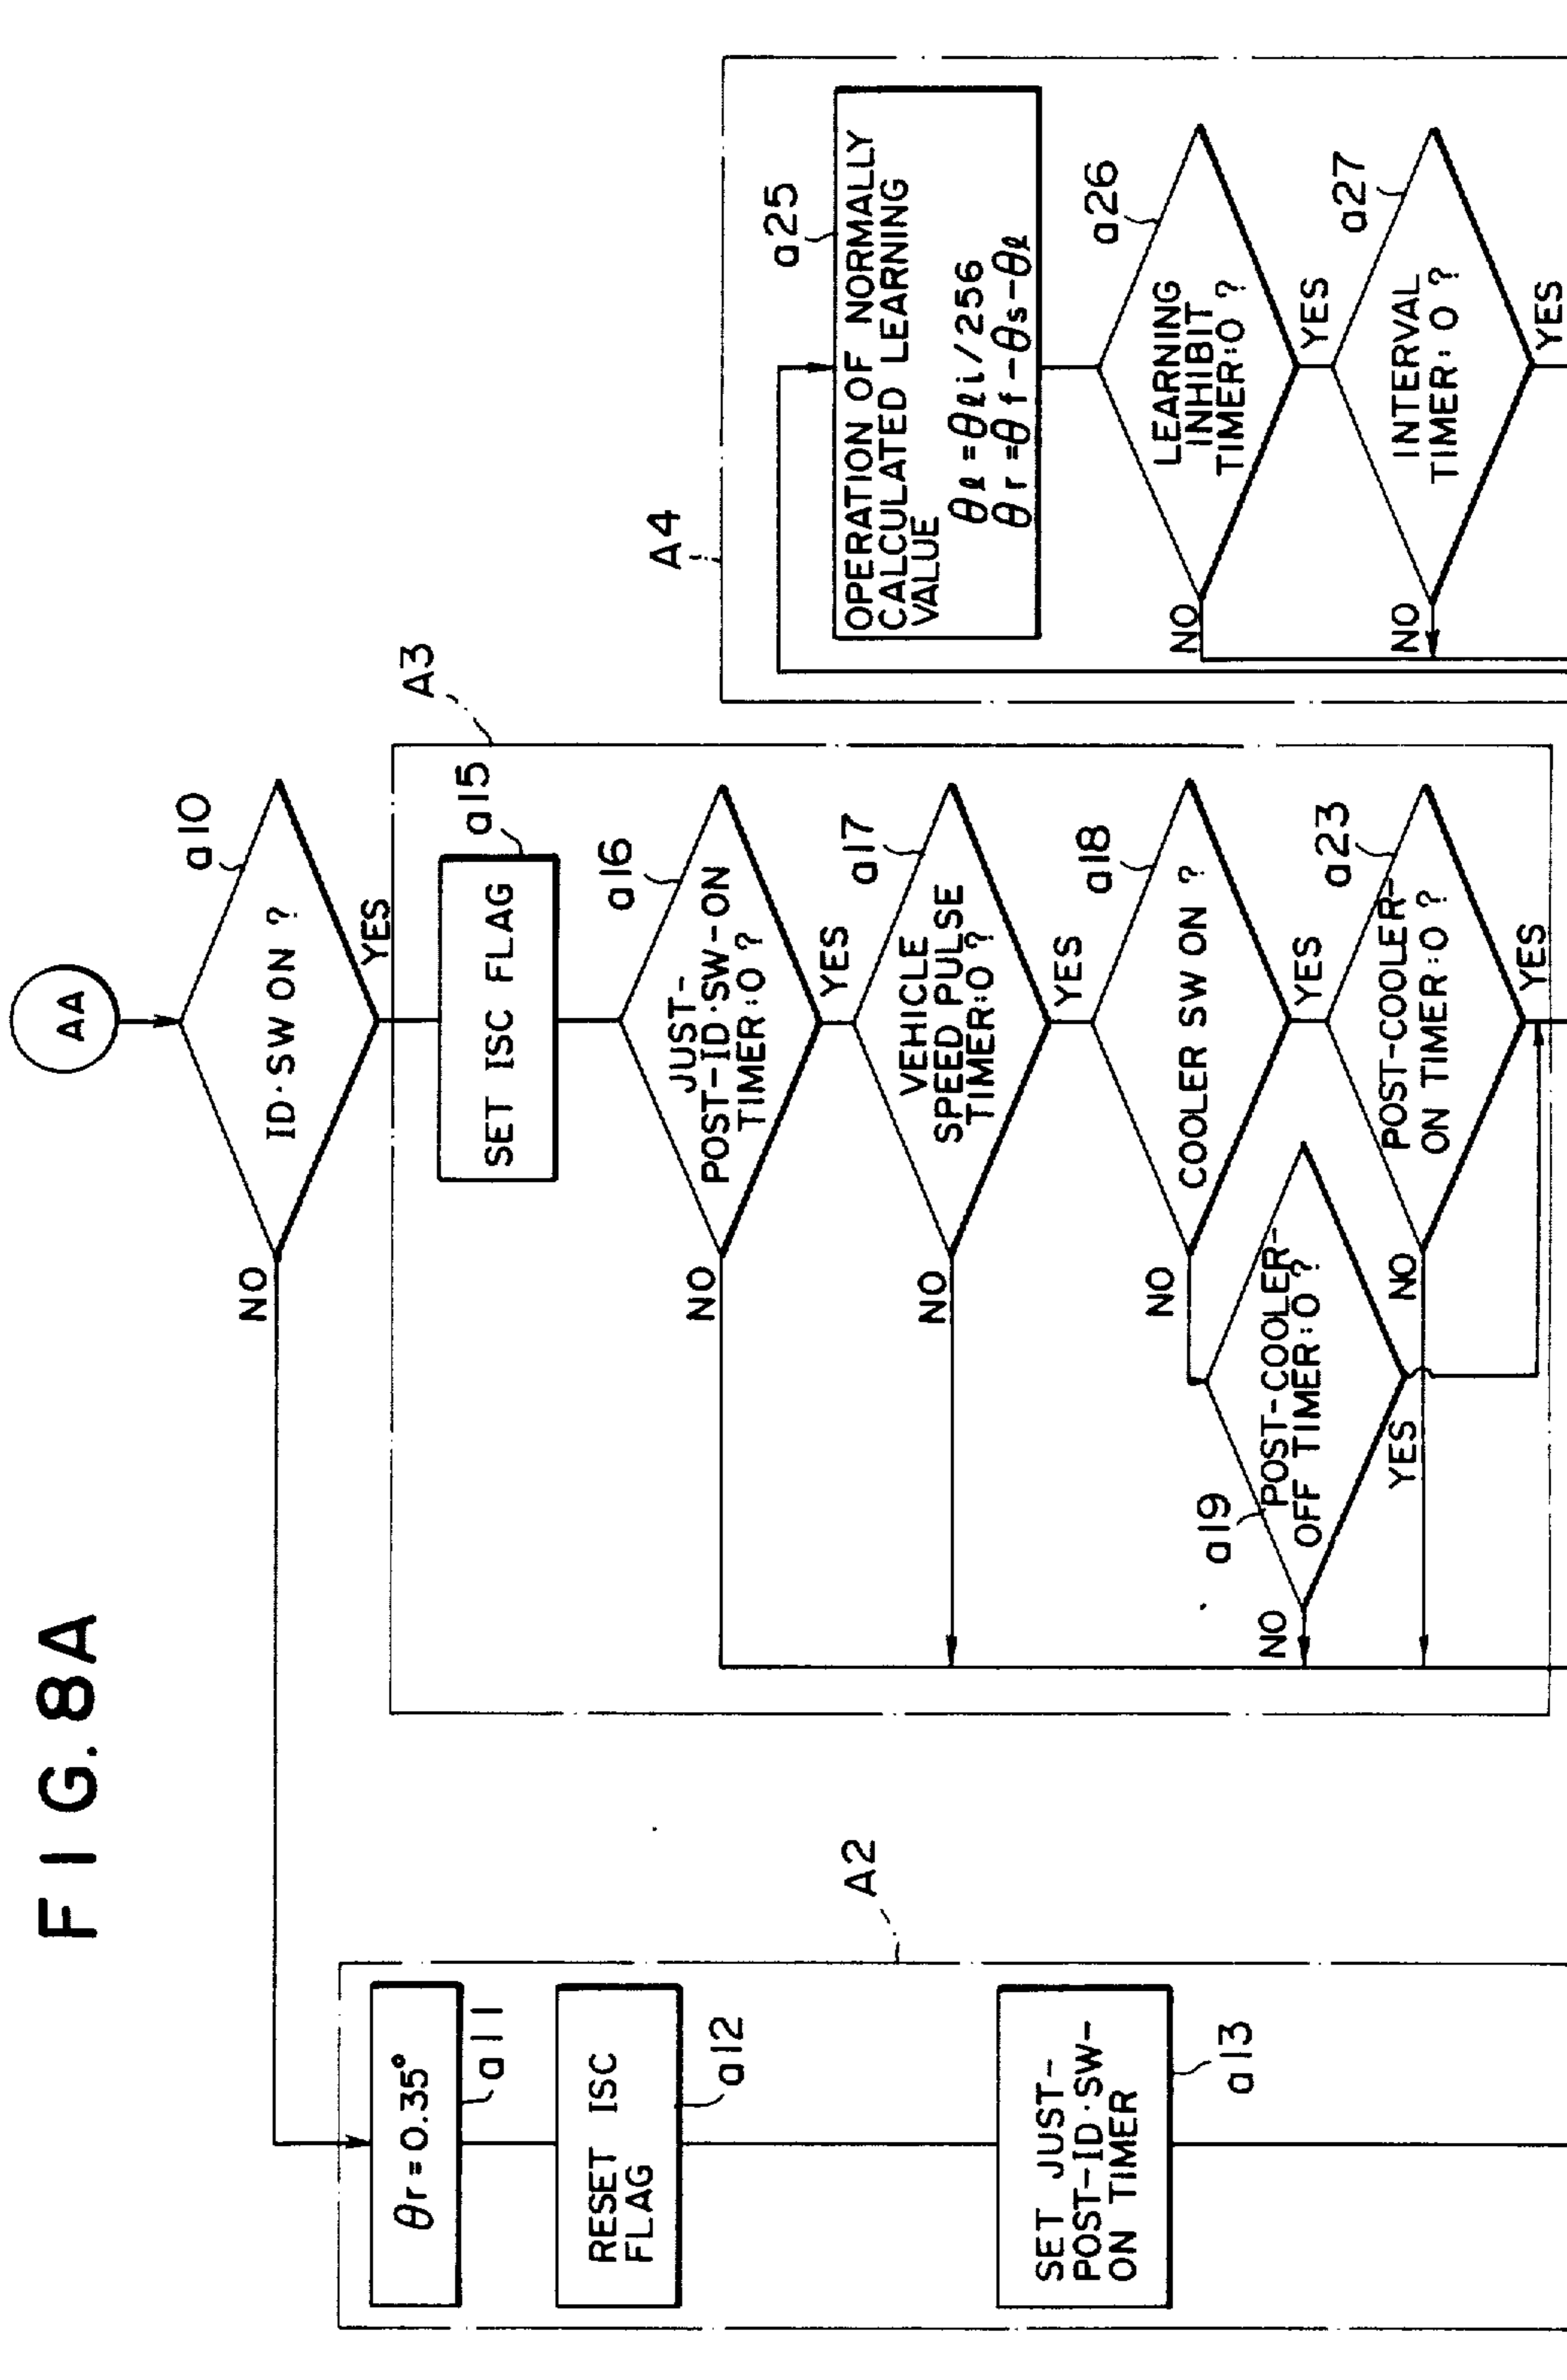 FIG. 8A
AA
a10
ID·SW ON ?
NO
YES
A2
θr = 0.35°
a11
RESET ISC
FLAG
a12
SET JUST-
POST-ID·SW-
ON TIMER
a13
A3
SET ISC FLAG
a15
JUST-
POST-ID·SW-ON
TIMER:0 ?
a16
NO
YES
VEHICLE
SPEED PULSE
TIMER:0 ?
a17
NO
YES
COOLER SW ON ?
a18
NO
YES
a19
POST-COOLER-
OFF TIMER:0 ?
NO
YES
POST-COOLER-
ON TIMER:0 ?
a23
NO
YES
A4
a25
OPERATION OF NORMALLY
CALCULATED LEARNING
VALUE
θℓ = θℓi/256
θr = θf - θs - θℓ
LEARNING
INHIBIT
TIMER:0 ?
a26
NO
YES
INTERVAL
TIMER: 0 ?
a27
NO
YES